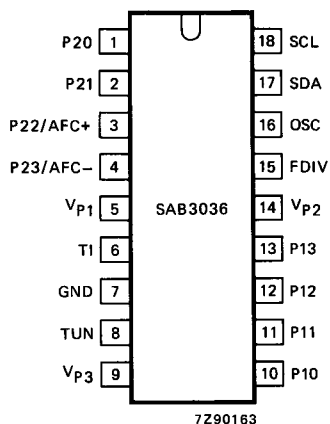 P20 1 18 SCL
P21 2 17 SDA
P22/AFC+ 3 16 OSC
P23/AFC− 4 15 FDIV
VP1 5 SAB3036 14 VP2
TI 6 13 P13
GND 7 12 P12
TUN 8 11 P11
VP3 9 10 P10
7Z90163